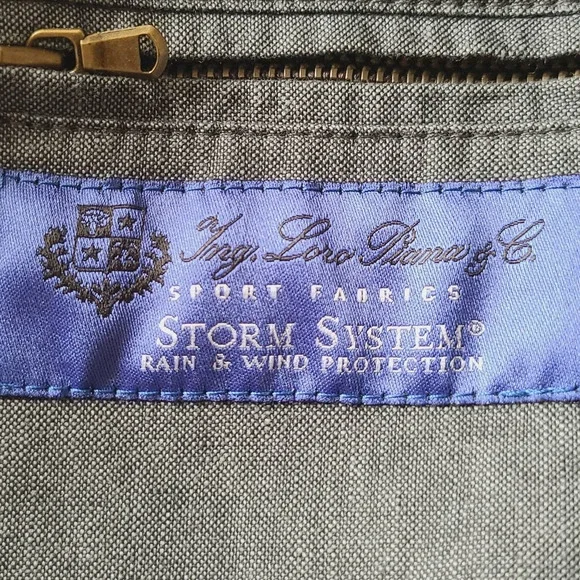 Ing. Loro Piana & C.
SPORT FABRICS
STORM SYSTEM®
RAIN & WIND PROTECTION